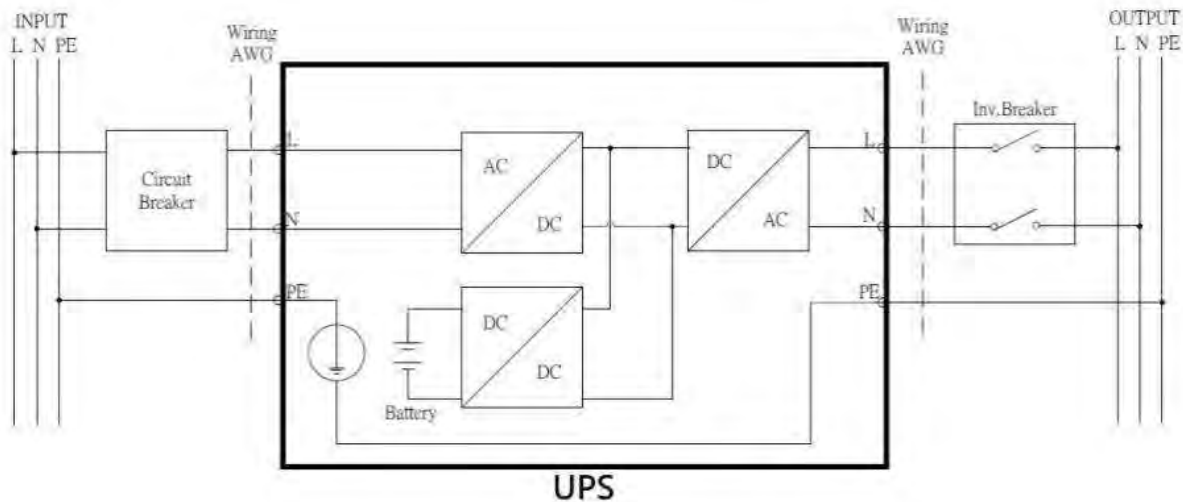 INPUT
L N PE
Wiring
AWG
Wiring
AWG
OUTPUT
L N PE
Inv.Breaker
Circuit
Breaker
L
AC
DC
DC
AC
L
N
N
PE
DC
DC
Battery
PE
UPS